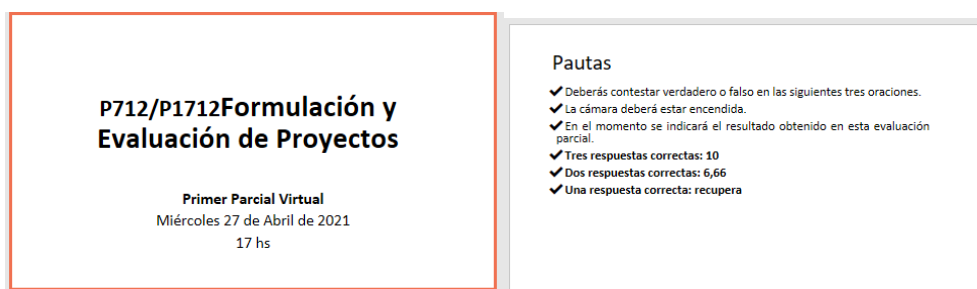 P712/P1712Formulación y
Evaluación de Proyectos
Primer Parcial Virtual
Miércoles 27 de Abril de 2021
17 hs
Pautas
✔Deberás contestar verdadero o falso en las siguientes tres oraciones.
✔La cámara deberá estar encendida.
✔En el momento se indicará el resultado obtenido en esta evaluación
parcial.
✔Tres respuestas correctas: 10
✔Dos respuestas correctas: 6,66
✔Una respuesta correcta: recupera